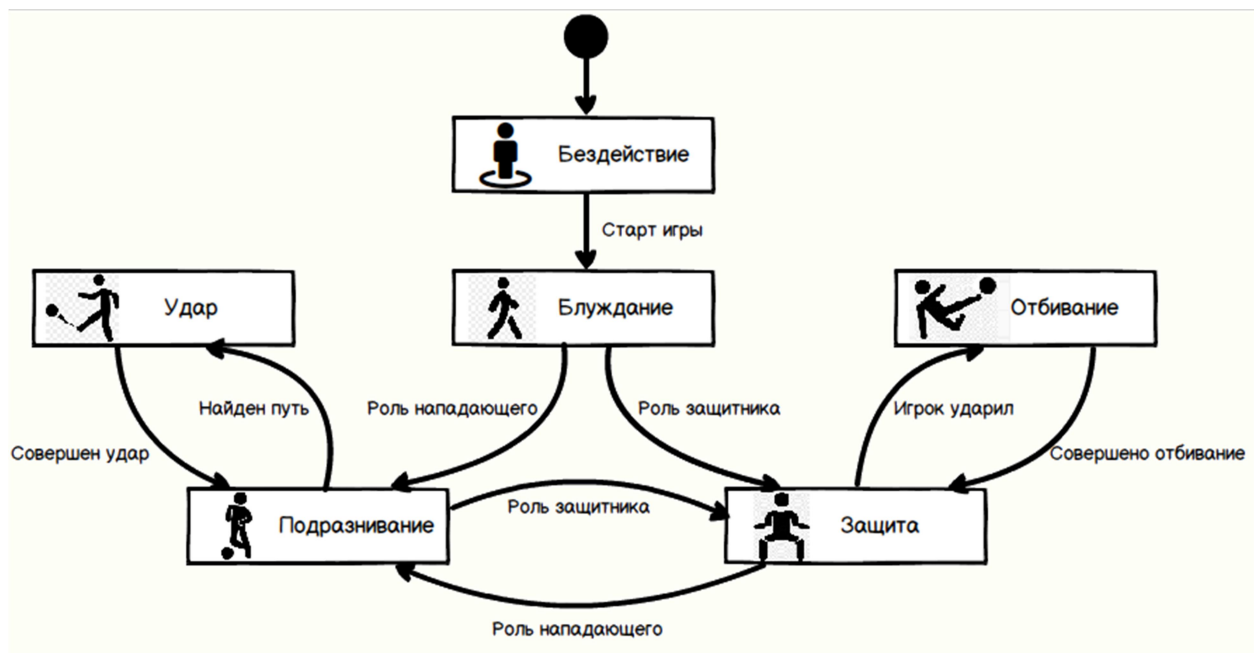 Бездействие
Старт игры
Удар
Блуждание
Отбивание
Найден путь
Роль нападающего
Роль защитника
Игрок ударил
Совершен удар
Совершено отбивание
Подразнивание
Роль защитника
Защита
Роль нападающего